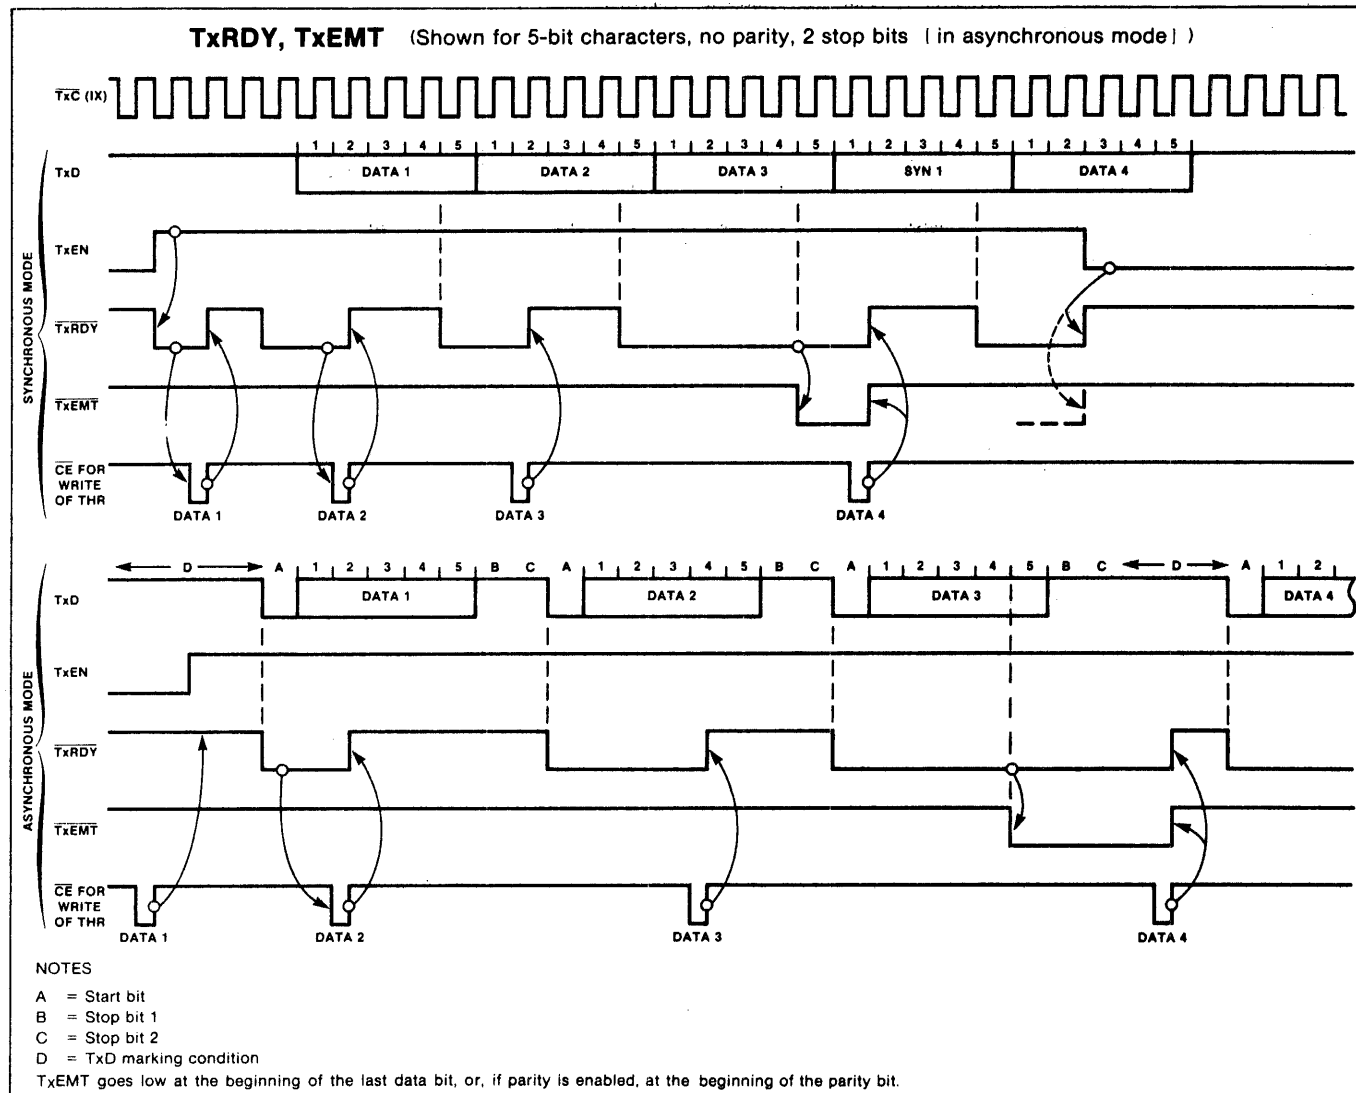 TxRDY, TxEMT (Shown for 5-bit characters, no parity, 2 stop bits ( in asynchronous mode) )
TxC (IX)
SYNCHRONOUS MODE
1 2 3 4 5 1 2 3 4 5 1 2 3 4 5 1 2 3 4 5 1 2 3 4 5
TxD DATA 1 DATA 2 DATA 3 SYN 1 DATA 4
TxEN
TxRDY
TxEMT
CE FOR
WRITE
OF THR
DATA 1 DATA 2 DATA 3 DATA 4
ASYNCHRONOUS MODE
D A 1 2 3 4 5 B C A 1 2 3 4 5 B C A 1 2 3 4 5 B C D A 1 2
TxD DATA 1 DATA 2 DATA 3 DATA 4
TxEN
TxRDY
TxEMT
CE FOR
WRITE
OF THR
DATA 1 DATA 2 DATA 3 DATA 4
NOTES
A = Start bit
B = Stop bit 1
C = Stop bit 2
D = TxD marking condition
TxEMT goes low at the beginning of the last data bit, or, if parity is enabled, at the beginning of the parity bit.